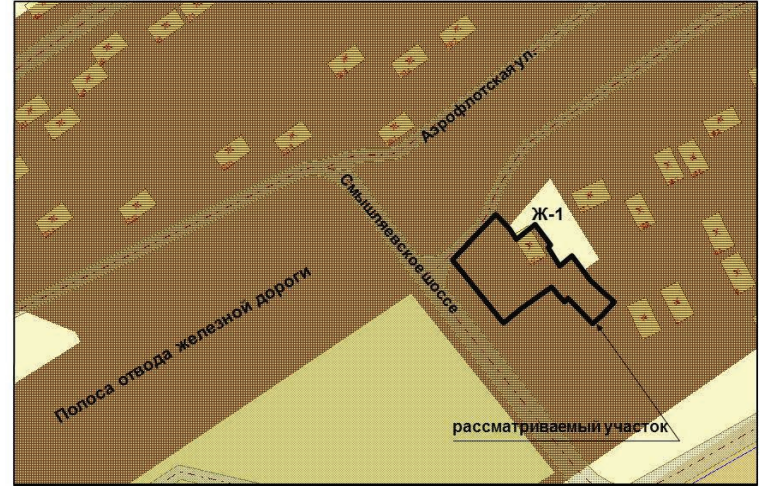 Аэрофлотская ул.
Смышляевское шоссе
Ж-1
Полоса отвода железной дороги
рассматриваемый участок